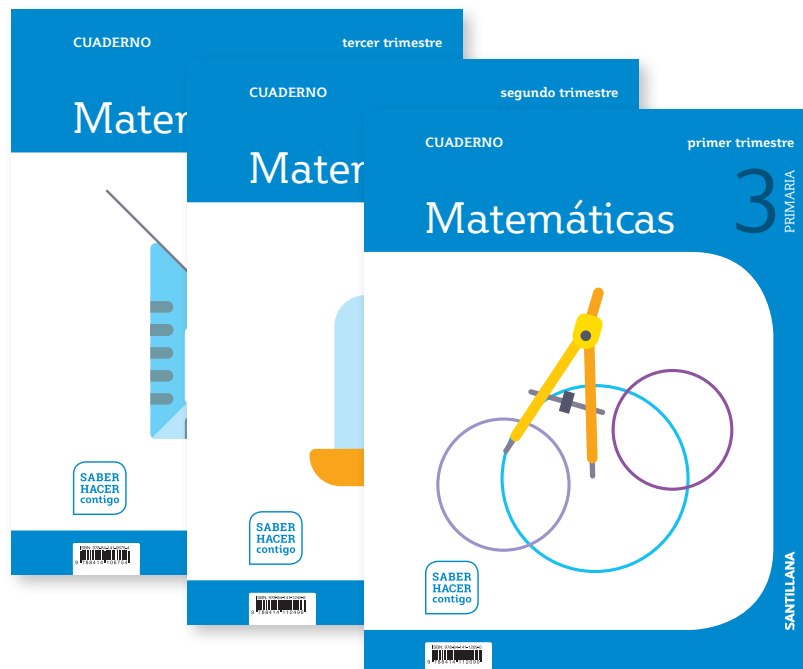 CUADERNO tercer trimestre
Mater
SABER
HACER
contigo
CUADERNO segundo trimestre
Mater
SABER
HACER
contigo
CUADERNO primer trimestre
Matemáticas
3
PRIMARIA
SABER
HACER
contigo
SANTILLANA